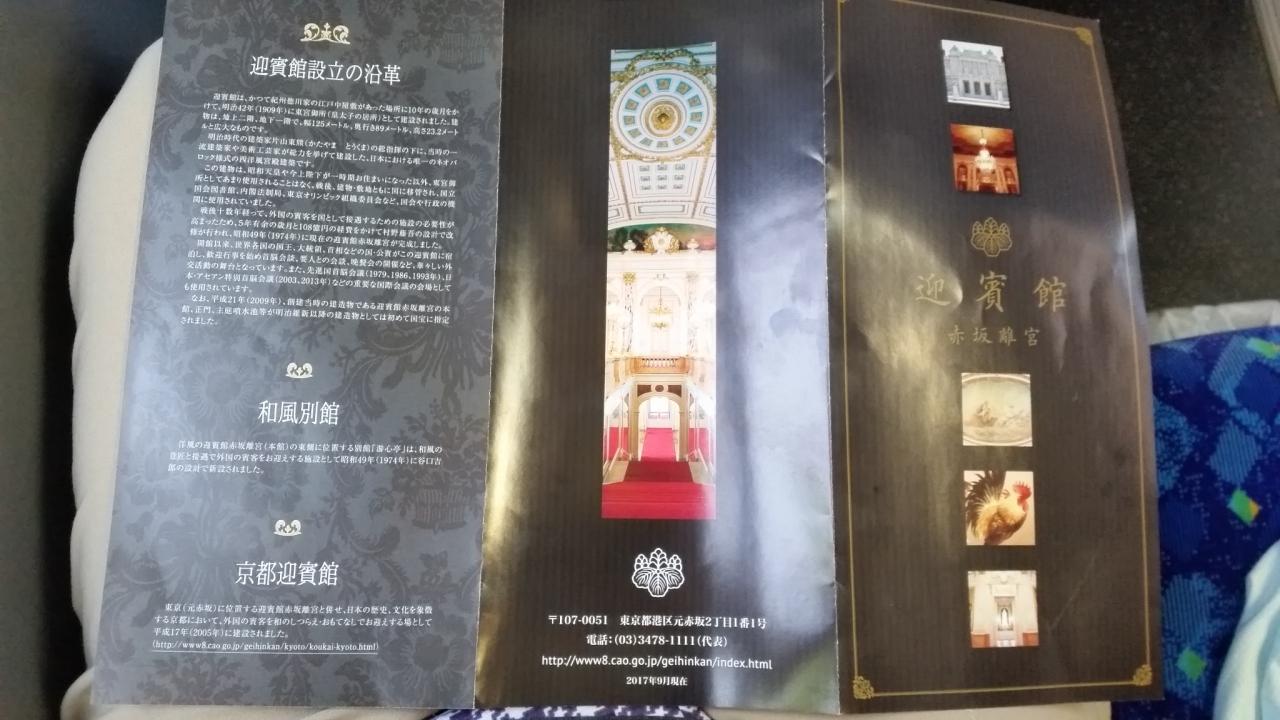 迎賓館設立の沿革
迎賓館は、かつて紀州徳川家の江戸中屋敷があった場所に10年の歳月をか
けて、明治42年(1909年)に東宮御所(皇太子の居所)として建設されました。建
物は、地上二階、地下一階で、幅125メートル、奥行き89メートル、高さ23.2メート
ルと広大なものです。
明治時代の建築家片山東熊(かたやま とうくま)の総指揮の下に、当時の一
流建築家や美術工芸家が総力を挙げて建設した、日本における唯一のネオバ
ロック様式の西洋風宮殿建築です。
この建物は、昭和天皇や今上陛下が一時期お住まいになった以外、東宮御
所としてあまり使用されることはなく、戦後、建物・敷地ともに国に移管され、国立
国会図書館、内閣法制局、東京オリンピック組織委員会など、国会や行政の機
関に使用されていました。
戦後十数年経って、外国の賓客を国として接遇するための施設の必要性が
高まったため、5年有余の歳月と108億円の経費をかけて村野藤吾の設計で改
修が行われ、昭和49年(1974年)に現在の迎賓館赤坂離宮が完成しました。
開館以来、世界各国の国王、大統領、首相などの国・公賓がこの迎賓館に宿
泊し、歓迎行事を始め首脳会談、要人との会談、晩餐会の開催など、華々しい外
交活動の舞台となっています。また、先進国首脳会議(1979、1986、1993年)、日
本・アセアン特別首脳会議(2003、2013年)などの重要な国際会議の会場として
も使用されています。
なお、平成21年(2009年)、創建当時の建造物である迎賓館赤坂離宮の本
館、正門、主庭噴水池等が明治維新以降の建造物としては初めて国宝に指定
されました。
和風別館
洋風の迎賓館赤坂離宮(本館)の東側に位置する別館「游心亭」は、和風の
意匠と接遇で外国の賓客をお迎えする施設として昭和49年(1974年)に谷口吉
郎の設計で新設されました。
京都迎賓館
東京(元赤坂)に位置する迎賓館赤坂離宮と併せ、日本の歴史、文化を象徴
する京都において、外国の賓客を和のしつらえ・おもてなしでお迎えする場として
平成17年(2005年)に建設されました。
(http://www8.cao.go.jp/geihinkan/kyoto/koukai-kyoto.html)
〒107-0051 東京都港区元赤坂2丁目1番1号
電話:(03)3478-1111(代表)
http://www8.cao.go.jp/geihinkan/index.html
2017年9月現在
迎賓館
赤坂離宮